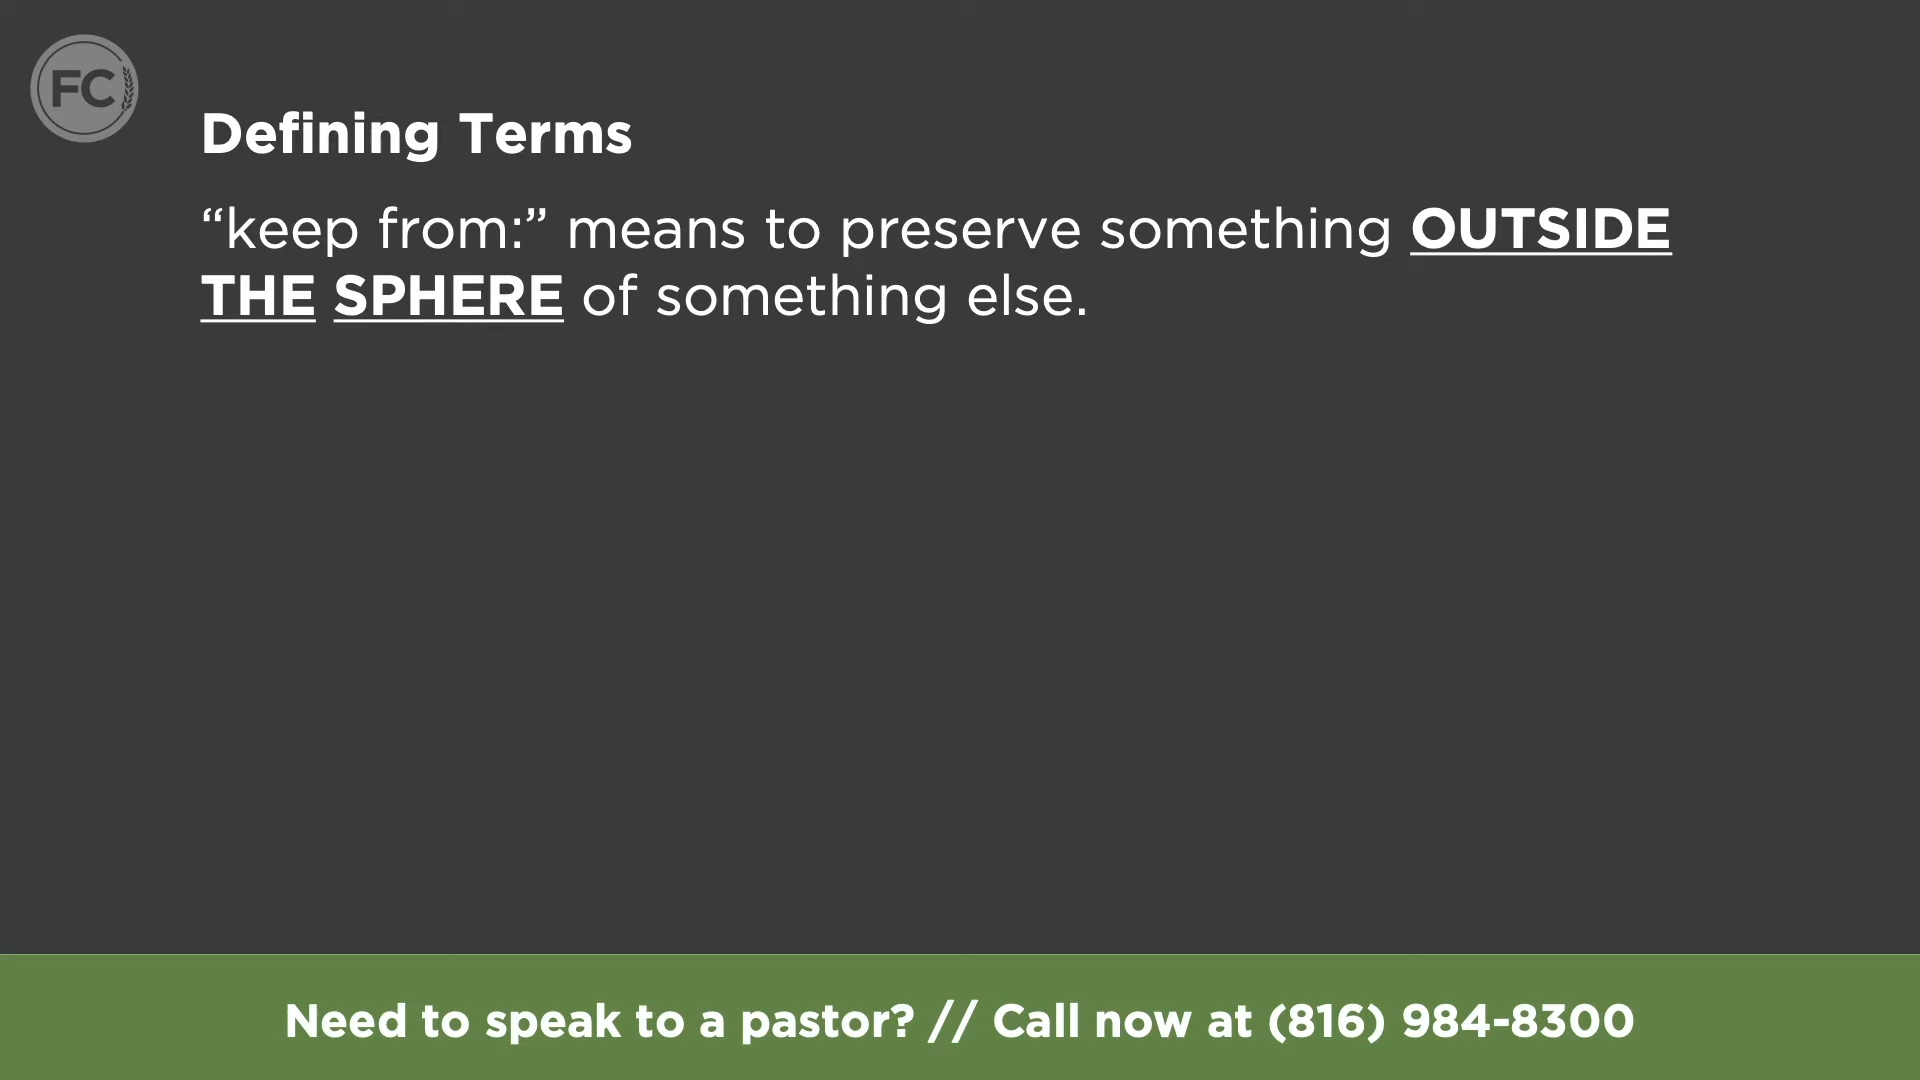 FC
Defining Terms
“keep from:” means to preserve something OUTSIDE
THE SPHERE of something else.
Need to speak to a pastor? // Call now at (816) 984-8300